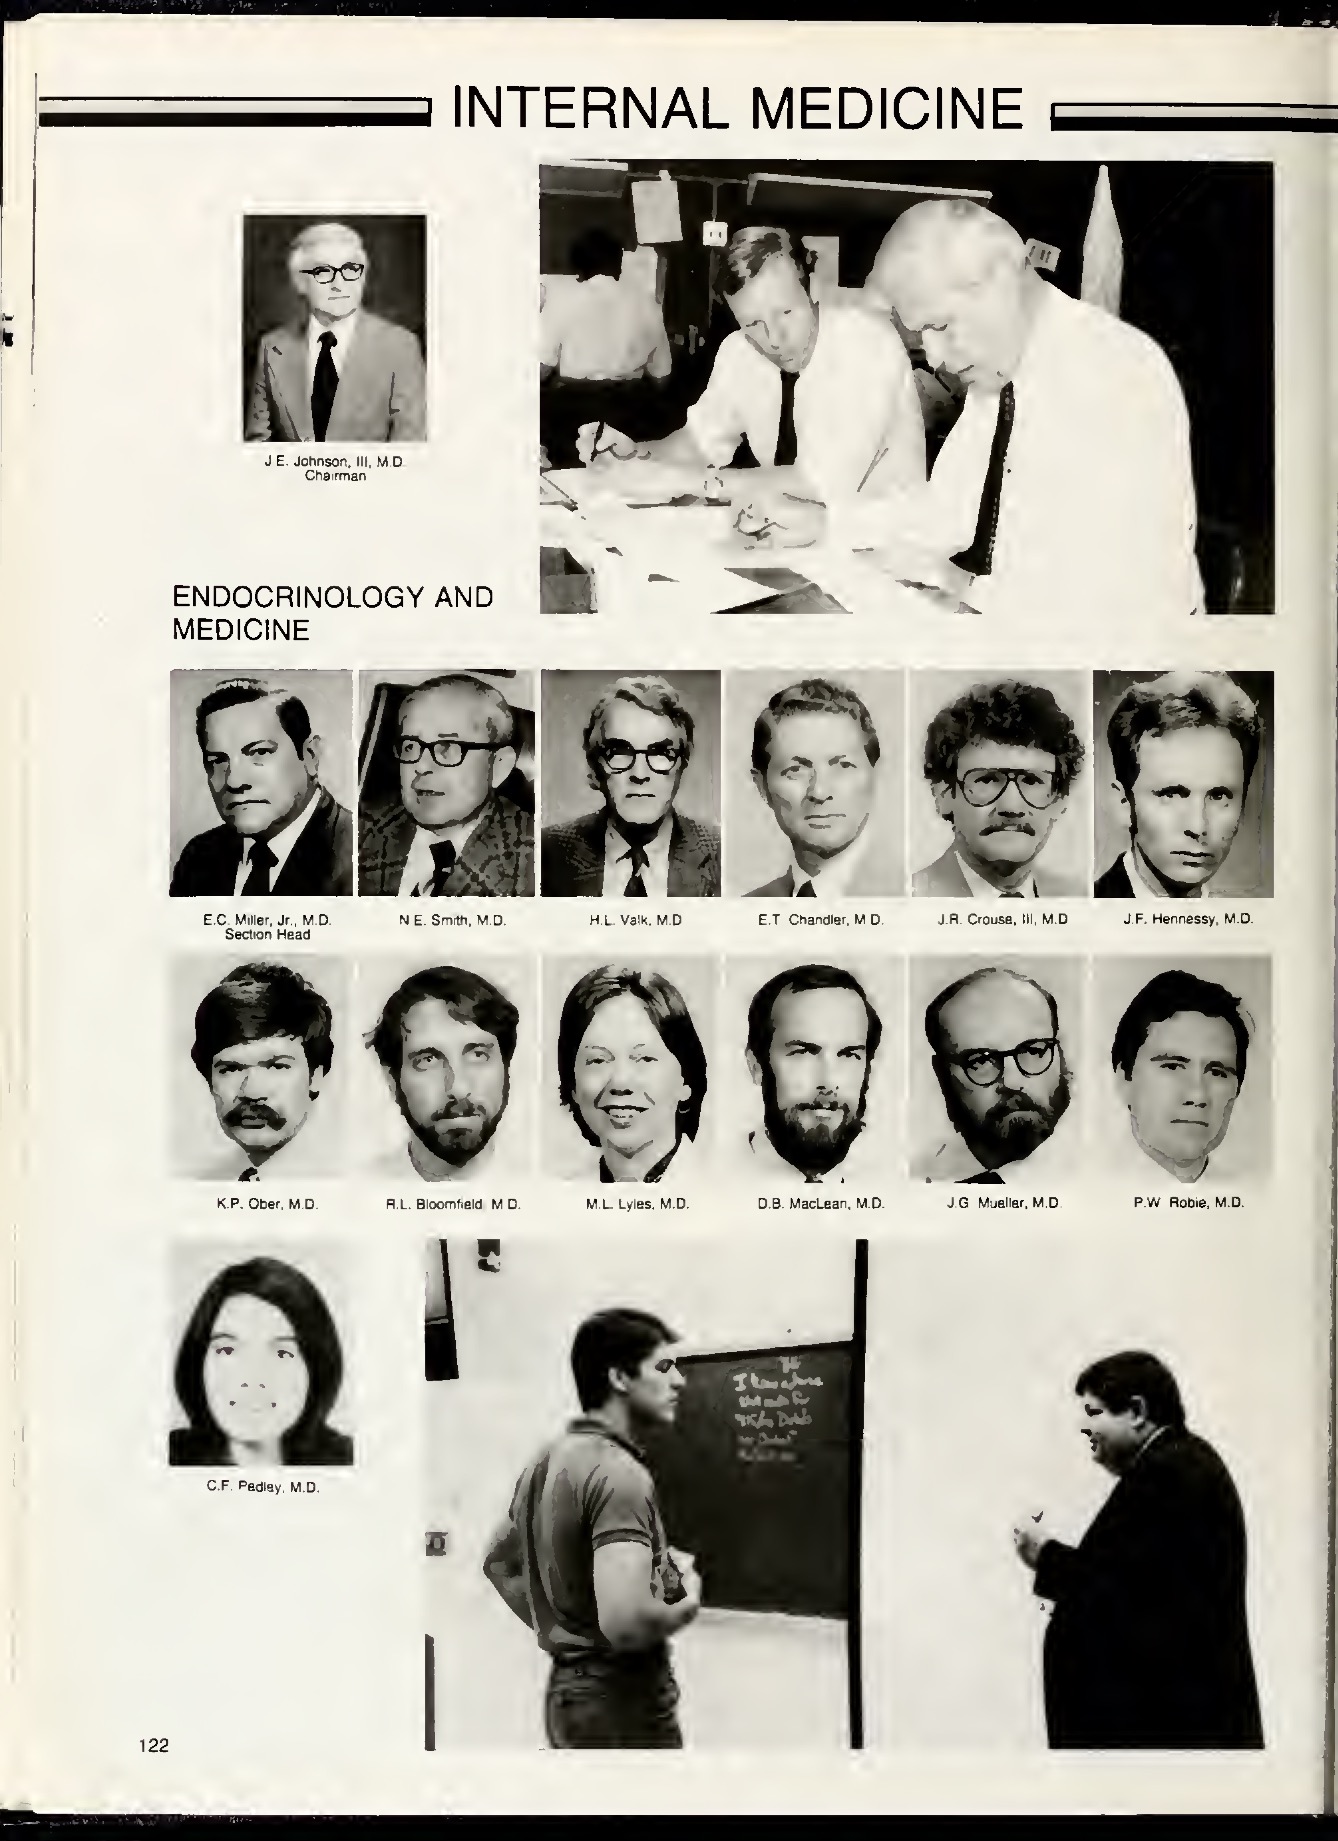 INTERNAL MEDICINE
J.E. Johnson, III, M.D.
Chairman
ENDOCRINOLOGY AND
MEDICINE
E.C. Miller, Jr., M.D.
Section Head
N.E. Smith, M.D.
H.L. Valk, M.D
E.T Chandler, M.D.
J.R. Crouse, III, M.D
J.F. Hennessy, M.D.
K.P. Ober, M.D.
R.L. Bloomfield M.D.
M.L. Lyles, M.D.
D.B. MacLean, M.D.
J.G Mueller, M.D.
P.W Robie, M.D.
C.F. Pedley, M.D.
I
122